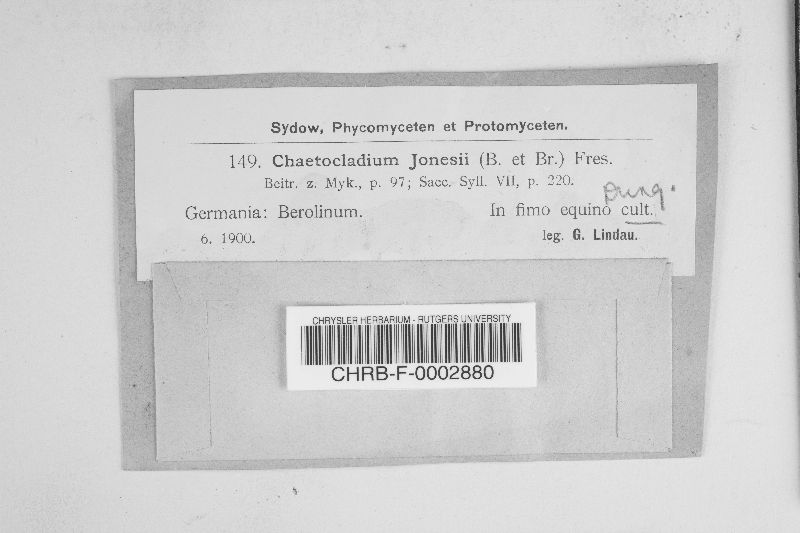 Sydow, Phycomyceten et Protomyceten.
149. Chaetocladium Jonesii (B. et Br.) Fres.
Beitr. z. Myk., p. 97; Sacc. Syll. VII, p. 220.
Dung.
Germania: Berolinum. In fimo equino cult.
6. 1900. leg. G. Lindau.
CHRYSLER HERBARIUM - RUTGERS UNIVERSITY
CHRB-F-0002880